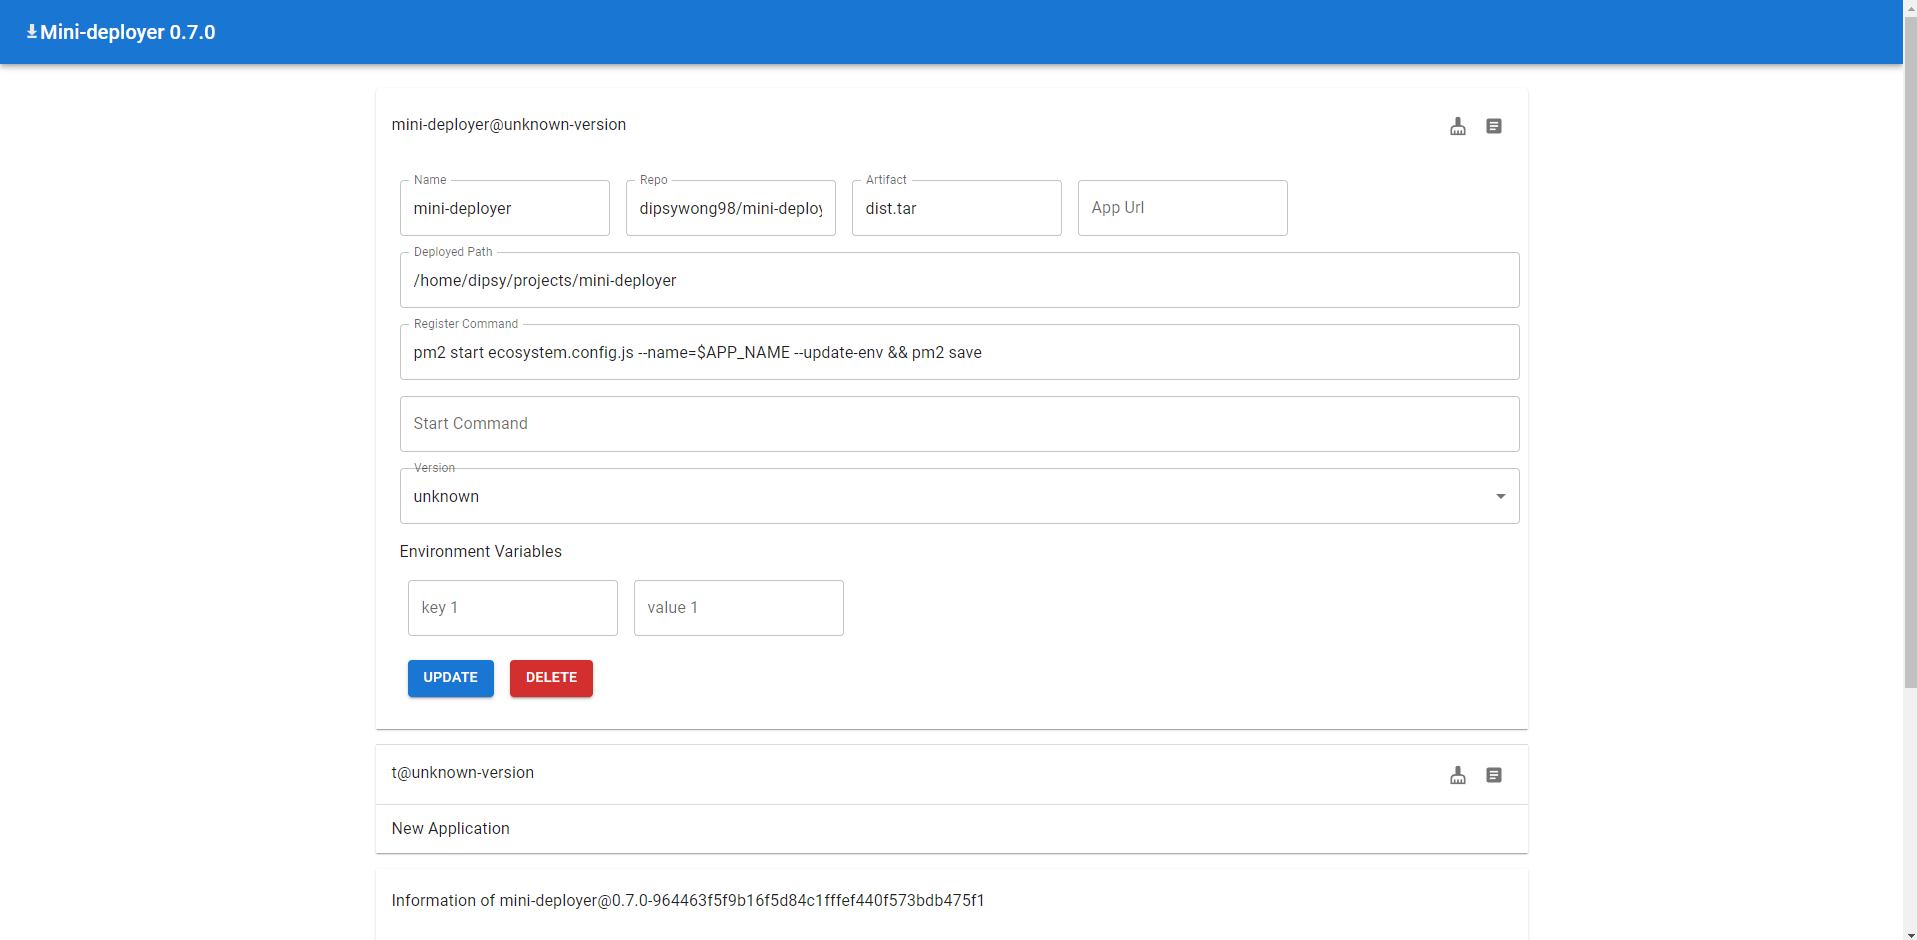 Mini-deployer 0.7.0
mini-deployer@unknown-version
Name
mini-deployer
Repo
dipsywong98/mini-deploy
Artifact
dist.tar
App Url
Deployed Path
/home/dipsy/projects/mini-deployer
Register Command
pm2 start ecosystem.config.js --name=$APP_NAME --update-env && pm2 save
Start Command
Version
unknown
Environment Variables
key 1
value 1
UPDATE
DELETE
t@unknown-version
New Application
Information of mini-deployer@0.7.0-964463f5f9b16f5d84c1fffef440f573bdb475f1